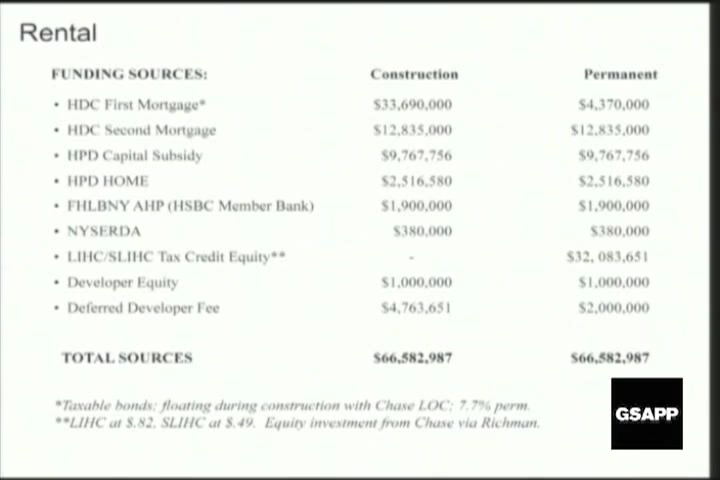 Rental
FUNDING SOURCES: Construction Permanent
• HDC First Mortgage* $33,690,000 $4,370,000
• HDC Second Mortgage $12,835,000 $12,835,000
• HPD Capital Subsidy $9,767,756 $9,767,756
• HPD HOME $2,516,580 $2,516,580
• FHLBNY AHP (HSBC Member Bank) $1,900,000 $1,900,000
• NYSERDA $380,000 $380,000
• LIHC/SLIHC Tax Credit Equity** - $32, 083,651
• Developer Equity $1,000,000 $1,000,000
• Deferred Developer Fee $4,763,651 $2,000,000
TOTAL SOURCES $66,582,987 $66,582,987
*Taxable bonds; floating during construction with Chase LOC; 7.7% perm.
**LIHC at $.82, SLIHC at $.49. Equity investment from Chase via Richman.
GSAPP